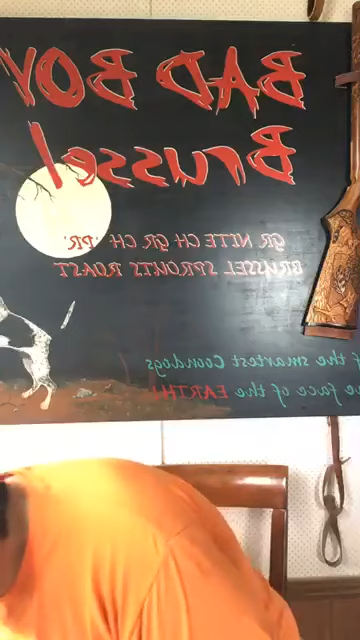 BAD BOY
Brussel
GR NITE CH GR CH 'PR'
BRUSSEL SPROUTS ROAST
f the smartest Coondogs
e face of the EARTH!